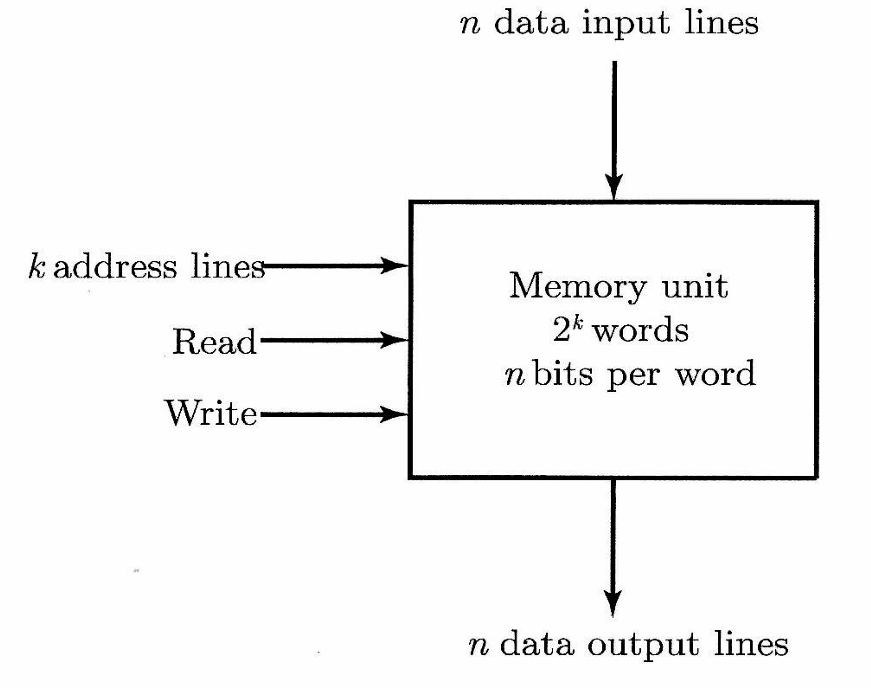 n data input lines
k address lines
Read
Write
Memory unit
2^k words
n bits per word
n data output lines